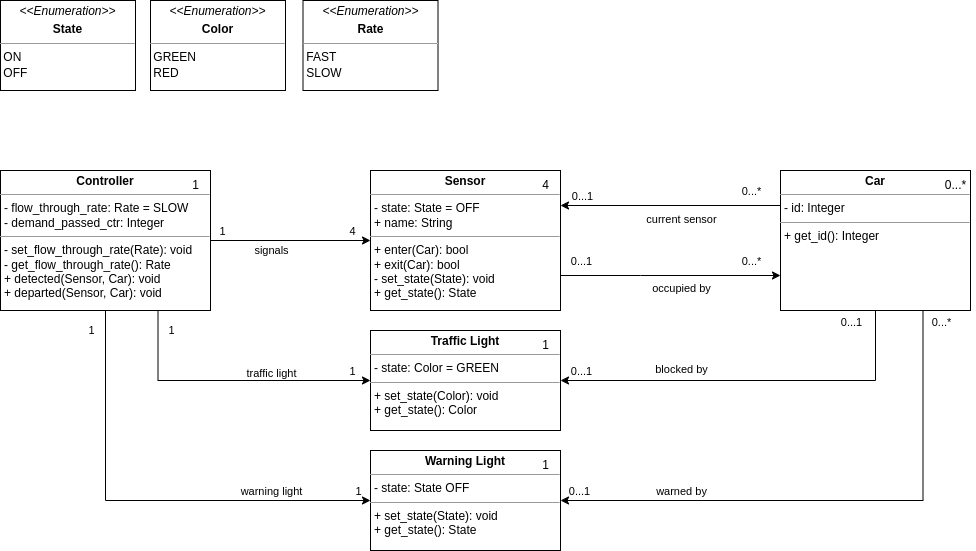 <<Enumeration>>
State
ON
OFF
<<Enumeration>>
Color
GREEN
RED
<<Enumeration>>
Rate
FAST
SLOW
Controller 1
- flow_through_rate: Rate = SLOW
- demand_passed_ctr: Integer
- set_flow_through_rate(Rate): void
- get_flow_through_rate(): Rate
+ detected(Sensor, Car): void
+ departed(Sensor, Car): void
1 4
signals
Sensor 4
- state: State = OFF
+ name: String
+ enter(Car): bool
+ exit(Car): bool
- set_state(State): void
+ get_state(): State
0...1 0...*
current sensor
0...1 0...*
occupied by
Car 0...*
- id: Integer
+ get_id(): Integer
1 1
traffic light 1
Traffic Light 1
- state: Color = GREEN
+ set_state(Color): void
+ get_state(): Color
0...1 0...*
0...1 blocked by
warning light 1
Warning Light 1
- state: State OFF
+ set_state(State): void
+ get_state(): State
0...1 warned by